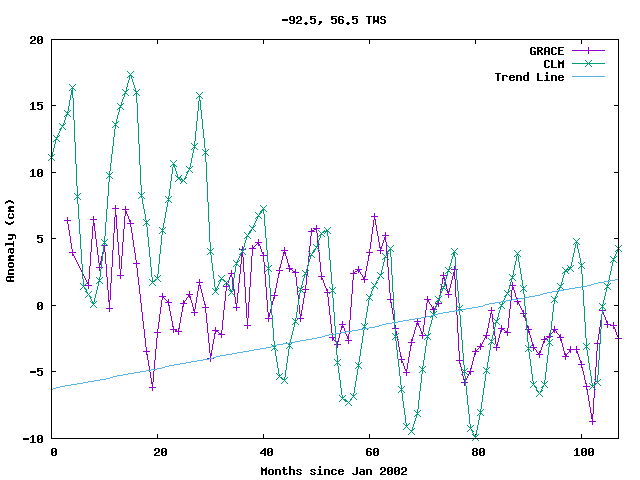 -92.5, 56.5 TWS
GRACE
CLM
Trend Line
20
15
10
5
0
-5
-10
Anomaly (cm)
0 20 40 60 80 100
Months since Jan 2002